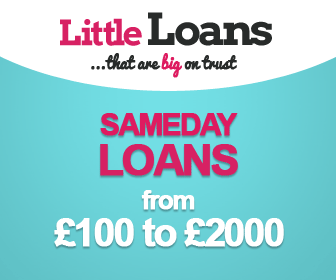 Little Loans
...that are big on trust
SAMEDAY
LOANS
from
£100 to £2000